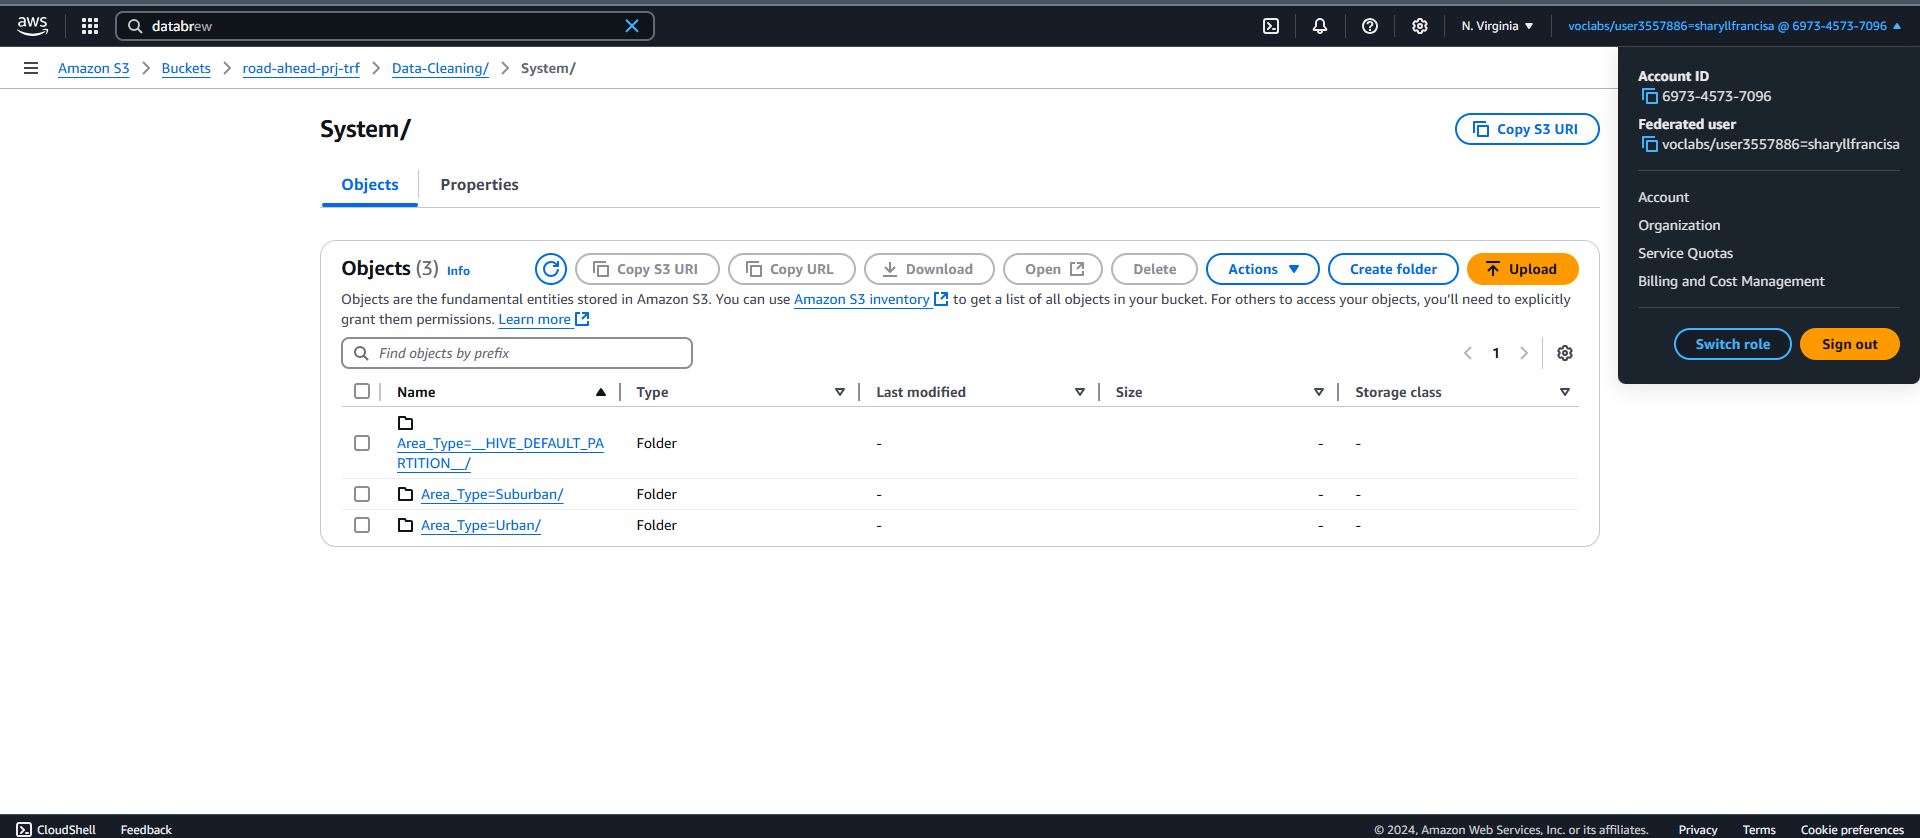 aws
databrew
N. Virginia
voclabs/user3557886=sharyllfrancisa @ 6973-4573-7096
Amazon S3 > Buckets > road-ahead-prj-trf > Data-Cleaning/ > System/
Account ID
6973-4573-7096
Federated user
voclabs/user3557886=sharyllfrancisa
Account
Organization
Service Quotas
Billing and Cost Management
Switch role
Sign out
System/
Copy S3 URI
Objects
Properties
Objects (3) Info
Copy S3 URI
Copy URL
Download
Open
Delete
Actions
Create folder
Upload
Objects are the fundamental entities stored in Amazon S3. You can use Amazon S3 inventory to get a list of all objects in your bucket. For others to access your objects, you’ll need to explicitly
grant them permissions. Learn more
Find objects by prefix
1
Name Type Last modified Size Storage class
Area_Type=__HIVE_DEFAULT_PA
RTITION__/ Folder - - -
Area_Type=Suburban/ Folder - - -
Area_Type=Urban/ Folder - - -
CloudShell Feedback
© 2024, Amazon Web Services, Inc. or its affiliates. Privacy Terms Cookie preferences